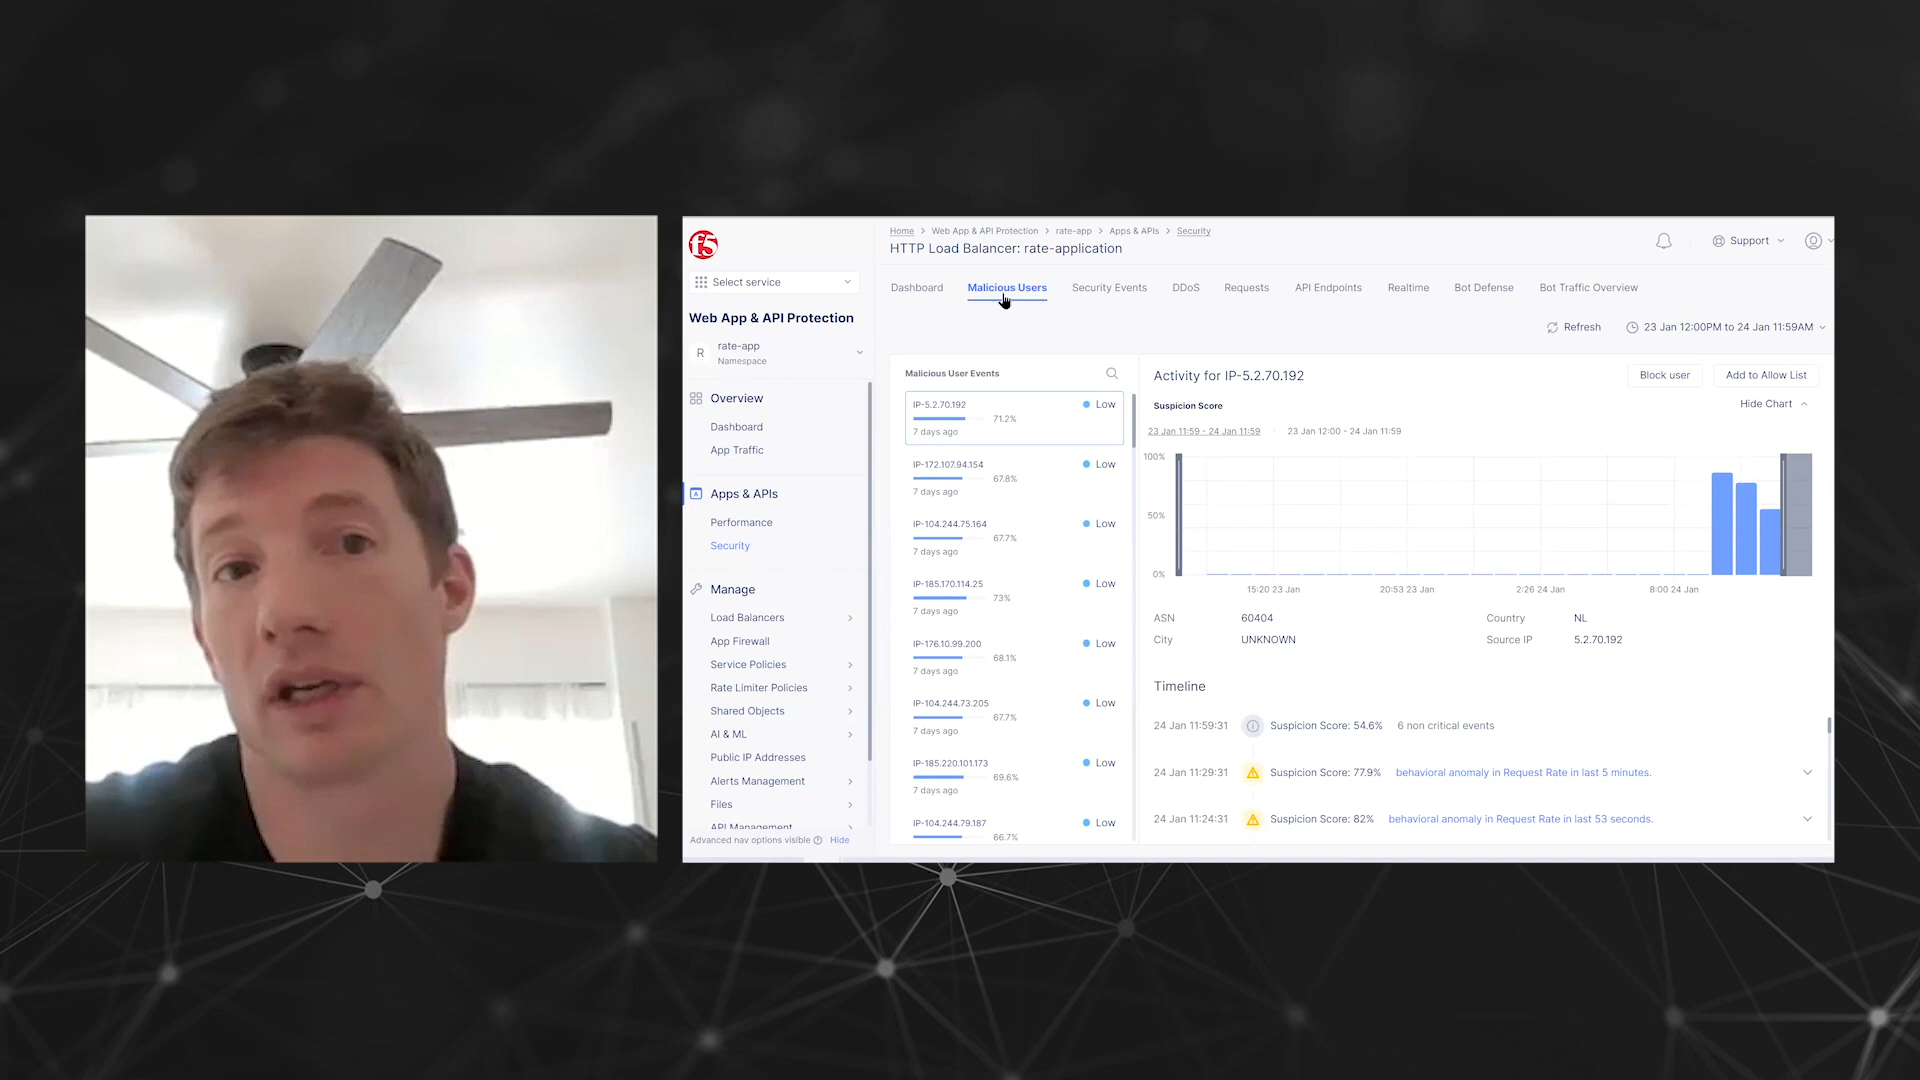 f5
Select service
Web App & API Protection
R
rate-app
Namespace
Overview
Dashboard
App Traffic
Apps & APIs
Performance
Security
Manage
Load Balancers
App Firewall
Service Policies
Rate Limiter Policies
Shared Objects
AI & ML
Public IP Addresses
Alerts Management
Files
API Management
Advanced nav options visible Hide
Home > Web App & API Protection > rate-app > Apps & APIs > Security
HTTP Load Balancer: rate-application
Support
Dashboard Malicious Users Security Events DDoS Requests API Endpoints Realtime Bot Defense Bot Traffic Overview
Refresh 23 Jan 12:00PM to 24 Jan 11:59AM
Malicious User Events
IP-5.2.70.192 Low
71.2%
7 days ago
IP-172.107.94.154 Low
67.8%
7 days ago
IP-104.244.75.164 Low
67.7%
7 days ago
IP-185.170.114.25 Low
73%
7 days ago
IP-176.10.99.200 Low
68.1%
7 days ago
IP-104.244.73.205 Low
67.7%
7 days ago
IP-185.220.101.173 Low
69.6%
7 days ago
IP-104.244.79.187 Low
66.7%
Activity for IP-5.2.70.192
Block user
Add to Allow List
Suspicion Score
Hide Chart
23 Jan 11:59 - 24 Jan 11:59 23 Jan 12:00 - 24 Jan 11:59
100%
50%
0%
15:20 23 Jan 20:53 23 Jan 2:26 24 Jan 8:00 24 Jan
ASN 60404 Country NL
City UNKNOWN Source IP 5.2.70.192
Timeline
24 Jan 11:59:31 Suspicion Score: 54.6% 6 non critical events
24 Jan 11:29:31 Suspicion Score: 77.9% behavioral anomaly in Request Rate in last 5 minutes.
24 Jan 11:24:31 Suspicion Score: 82% behavioral anomaly in Request Rate in last 53 seconds.